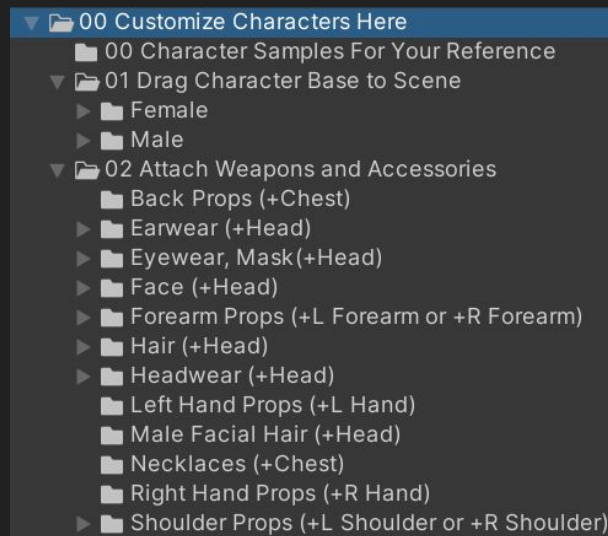 00 Customize Characters Here
00 Character Samples For Your Reference
01 Drag Character Base to Scene
Female
Male
02 Attach Weapons and Accessories
Back Props (+Chest)
Earwear (+Head)
Eyewear, Mask(+Head)
Face (+Head)
Forearm Props (+L Forearm or +R Forearm)
Hair (+Head)
Headwear (+Head)
Left Hand Props (+L Hand)
Male Facial Hair (+Head)
Necklaces (+Chest)
Right Hand Props (+R Hand)
Shoulder Props (+L Shoulder or +R Shoulder)